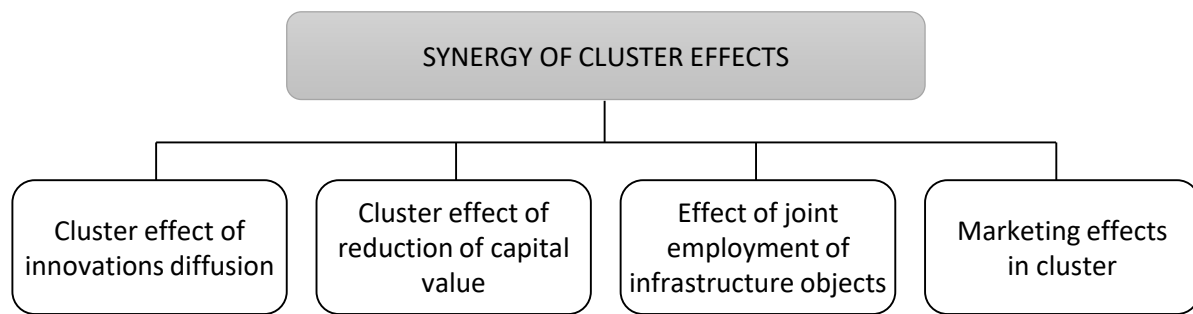 SYNERGY OF CLUSTER EFFECTS
Cluster effect of
innovations diffusion
Cluster effect of
reduction of capital
value
Effect of joint
employment of
infrastructure objects
Marketing effects
in cluster